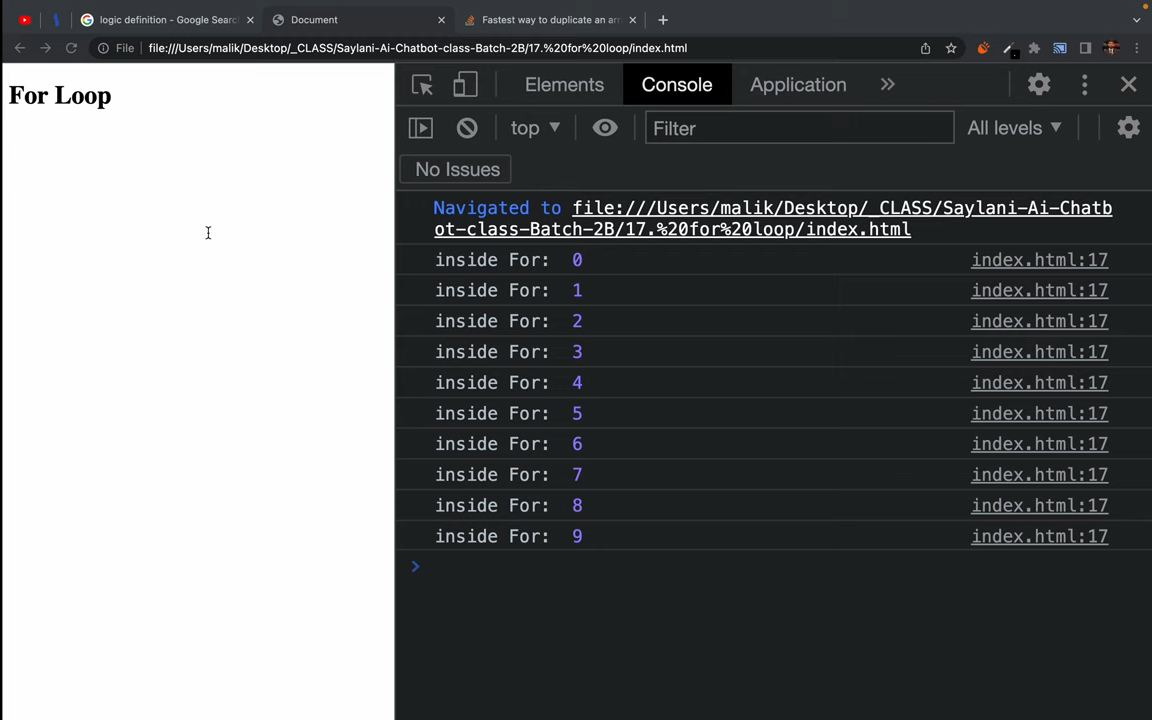 logic definition - Google Searc
Document
Fastest way to duplicate an arr
File
file:///Users/malik/Desktop/_CLASS/Saylani-Ai-Chatbot-class-Batch-2B/17.%20for%20loop/index.html
For Loop
Elements
Console
Application
top
Filter
All levels
No Issues
Navigated to file:///Users/malik/Desktop/_CLASS/Saylani-Ai-Chatb
ot-class-Batch-2B/17.%20for%20loop/index.html
inside For: 0 index.html:17
inside For: 1 index.html:17
inside For: 2 index.html:17
inside For: 3 index.html:17
inside For: 4 index.html:17
inside For: 5 index.html:17
inside For: 6 index.html:17
inside For: 7 index.html:17
inside For: 8 index.html:17
inside For: 9 index.html:17